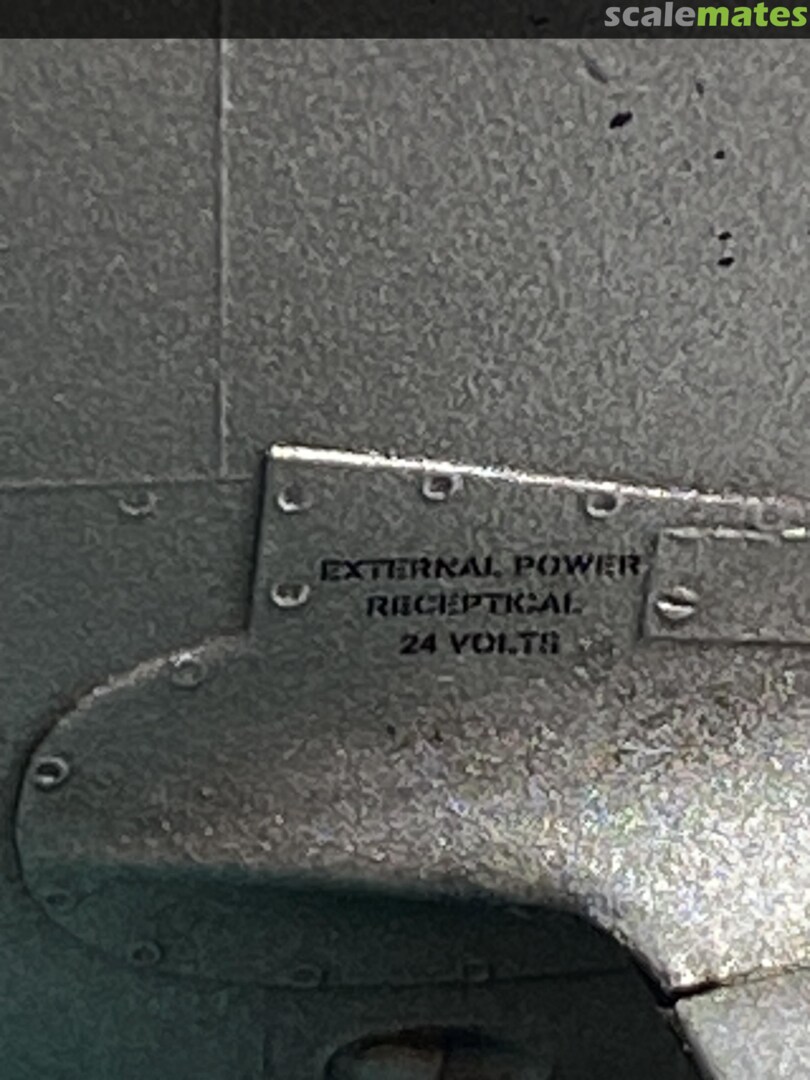 scalemates
EXTERNAL POWER
RECEPTICAL
24 VOLTS